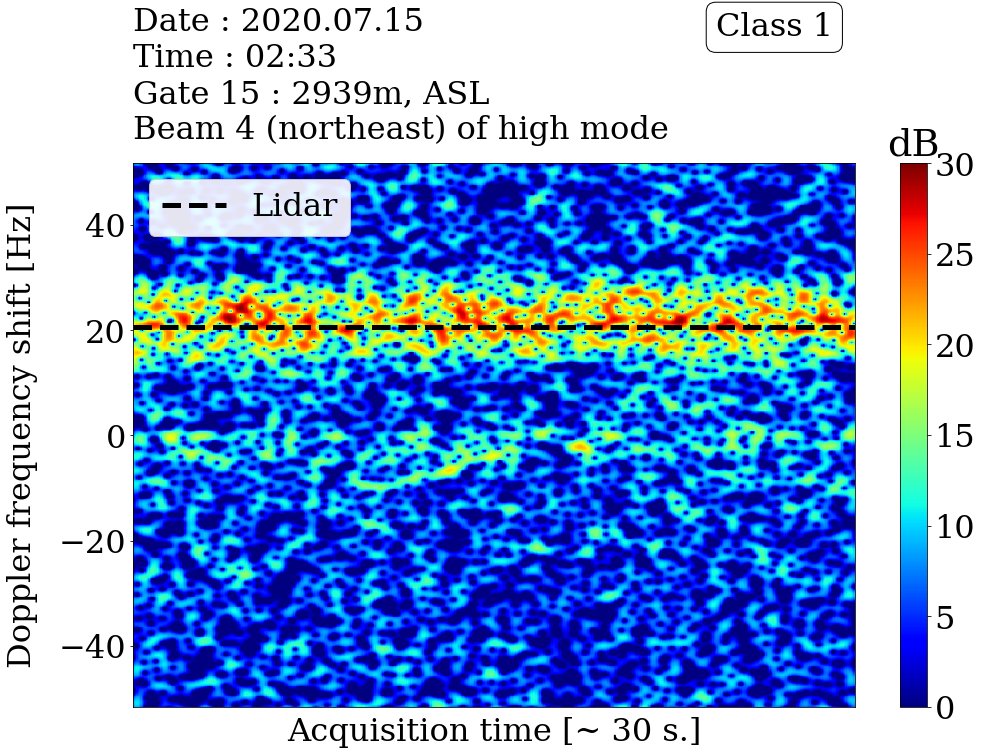 Date : 2020.07.15
Time : 02:33
Gate 15 : 2939m, ASL
Beam 4 (northeast) of high mode
Class 1
dB
Lidar
Doppler frequency shift [Hz]
40
20
0
−20
−40
Acquisition time [~ 30 s.]
30
25
20
15
10
5
0